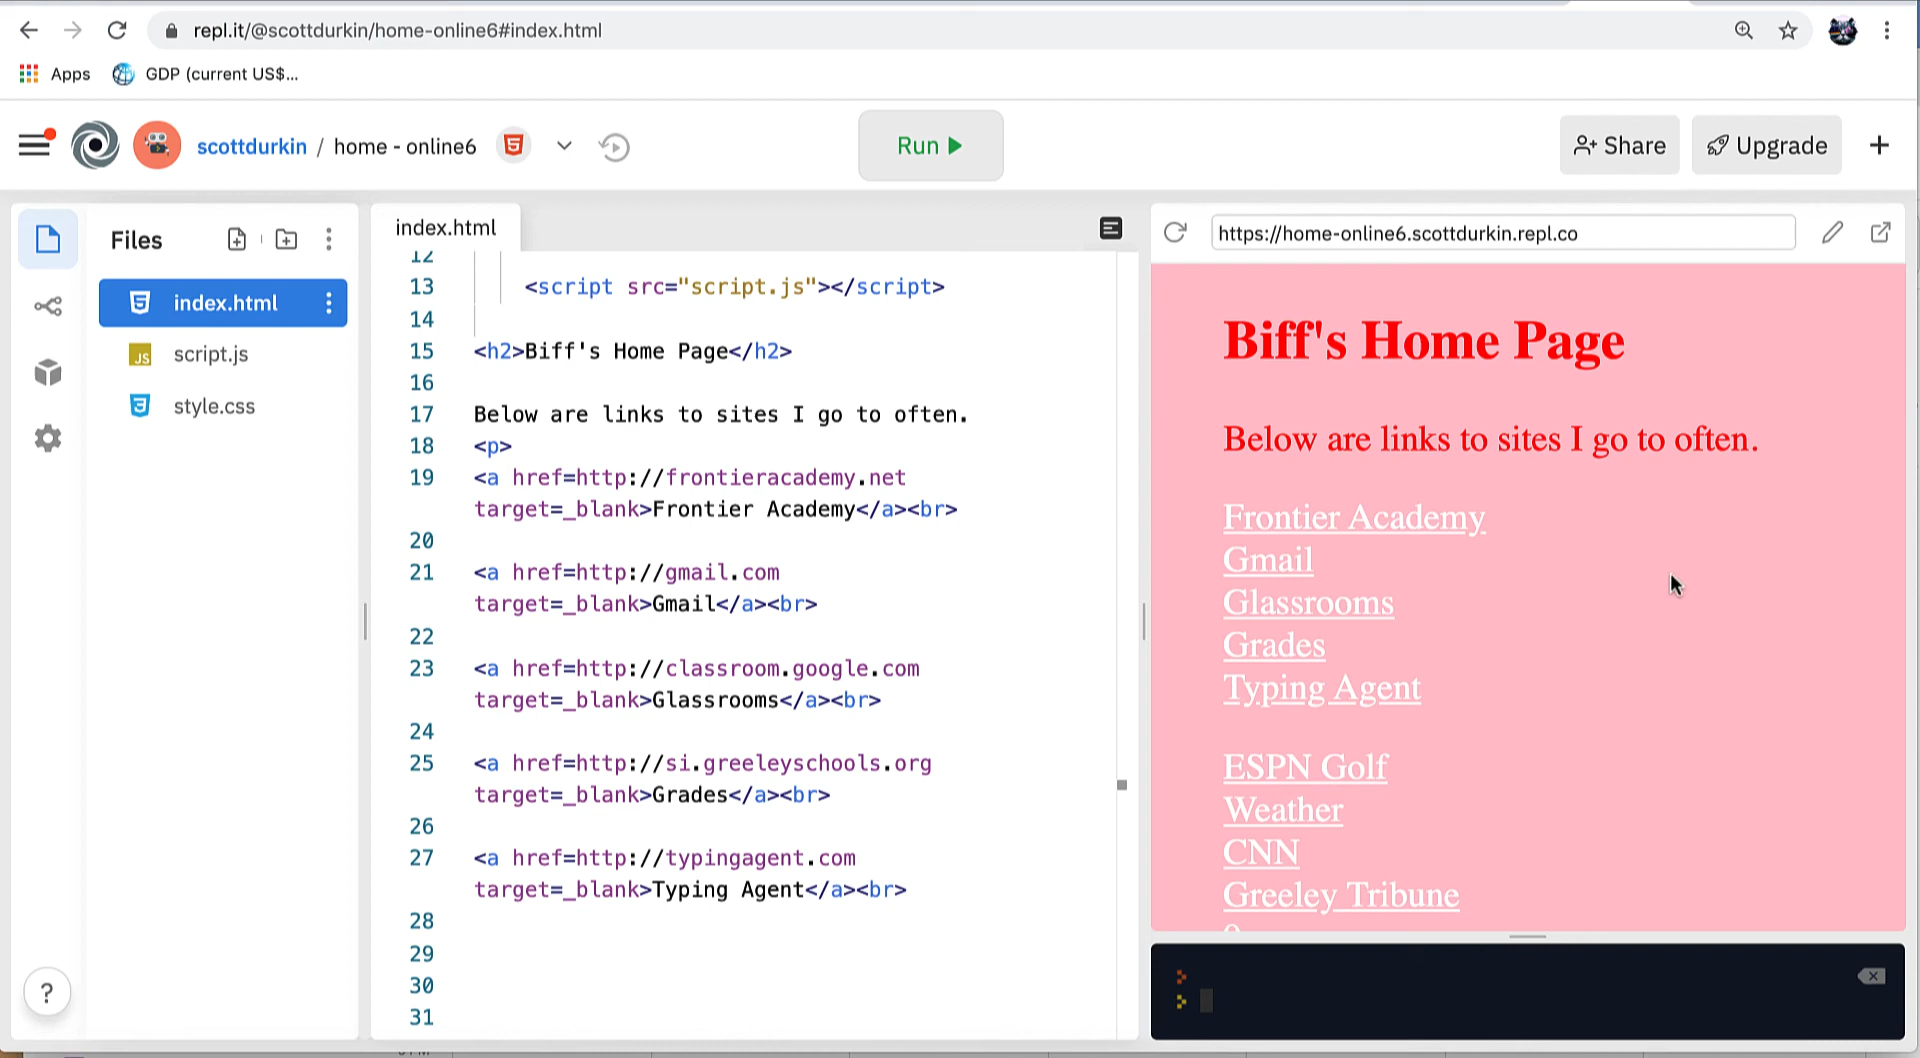 repl.it/@scottdurkin/home-online6#index.html
Apps
GDP (current US$...
scottdurkin / home - online6
Run
Share
Upgrade
Files
index.html
script.js
style.css
?
index.html
12
13 <script src="script.js"></script>
14
15 <h2>Biff's Home Page</h2>
16
17 Below are links to sites I go to often.
18 <p>
19 <a href=http://frontieracademy.net
target=_blank>Frontier Academy</a><br>
20
21 <a href=http://gmail.com
target=_blank>Gmail</a><br>
22
23 <a href=http://classroom.google.com
target=_blank>Glassrooms</a><br>
24
25 <a href=http://si.greeleyschools.org
target=_blank>Grades</a><br>
26
27 <a href=http://typingagent.com
target=_blank>Typing Agent</a><br>
28
29
30
31
https://home-online6.scottdurkin.repl.co
Biff's Home Page
Below are links to sites I go to often.
Frontier Academy
Gmail
Glassrooms
Grades
Typing Agent
ESPN Golf
Weather
CNN
Greeley Tribune